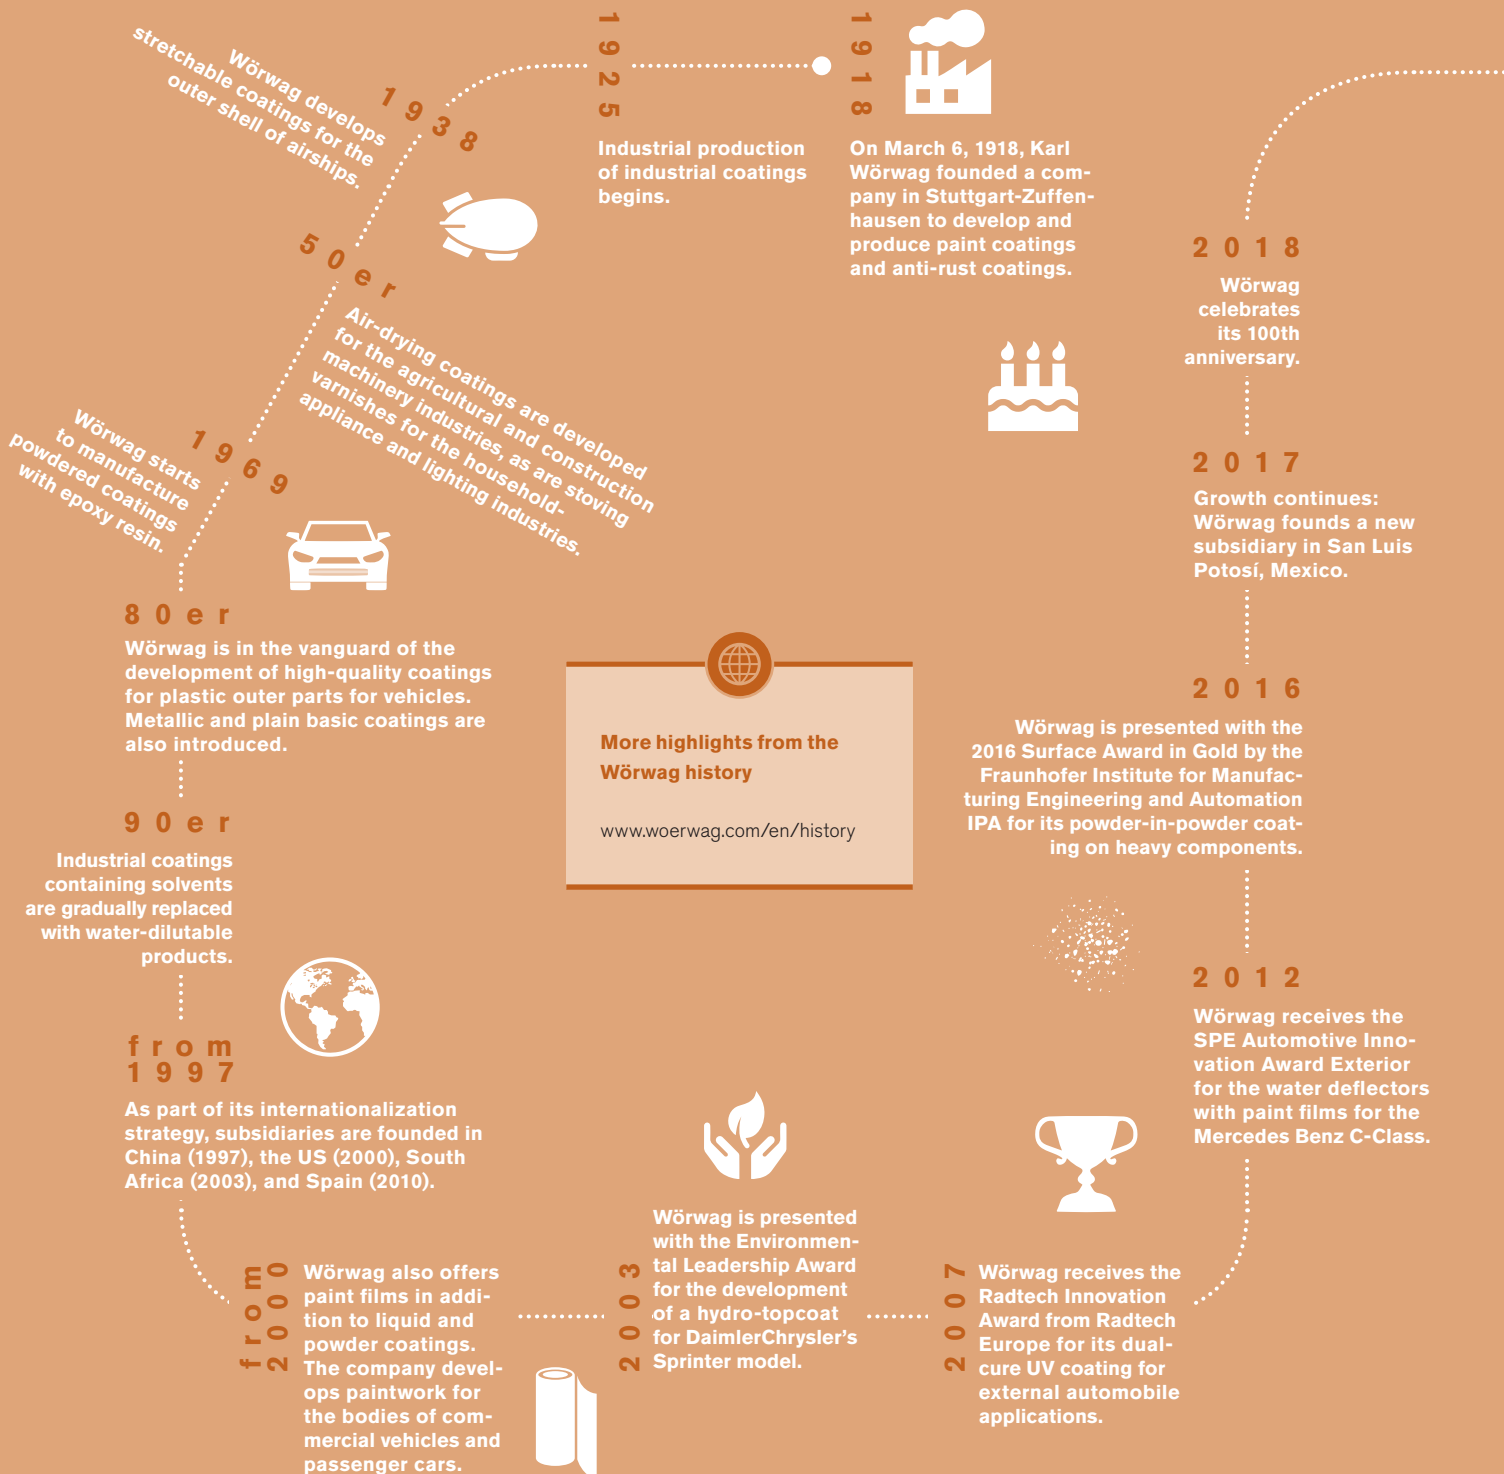 1918
On March 6, 1918, Karl
Wörwag founded a com-
pany in Stuttgart-Zuffen-
hausen to develop and
produce paint coatings
and anti-rust coatings.
1925
Industrial production
of industrial coatings
begins.
1938
Wörwag develops
stretchable coatings for the
outer shell of airships.
50er
Air-drying coatings are developed
for the agricultural and construction
machinery industries, as are stoving
varnishes for the household-
appliance and lighting industries.
1969
Wörwag starts
to manufacture
powdered coatings
with epoxy resin.
80er
Wörwag is in the vanguard of the
development of high-quality coatings
for plastic outer parts for vehicles.
Metallic and plain basic coatings are
also introduced.
90er
Industrial coatings
containing solvents
are gradually replaced
with water-dilutable
products.
from
1997
As part of its internationalization
strategy, subsidiaries are founded in
China (1997), the US (2000), South
Africa (2003), and Spain (2010).
from
2000
Wörwag also offers
paint films in addi-
tion to liquid and
powder coatings.
The company devel-
ops paintwork for
the bodies of com-
mercial vehicles and
passenger cars.
2003
Wörwag is presented
with the Environmen-
tal Leadership Award
for the development
of a hydro-topcoat
for DaimlerChrysler's
Sprinter model.
2007
Wörwag receives the
Radtech Innovation
Award from Radtech
Europe for its dual-
cure UV coating for
external automobile
applications.
2012
Wörwag receives the
SPE Automotive Inno-
vation Award Exterior
for the water deflectors
with paint films for the
Mercedes Benz C-Class.
2016
Wörwag is presented with the
2016 Surface Award in Gold by the
Fraunhofer Institute for Manufac-
turing Engineering and Automation
IPA for its powder-in-powder coat-
ing on heavy components.
2017
Growth continues:
Wörwag founds a new
subsidiary in San Luis
Potosí, Mexico.
2018
Wörwag
celebrates
its 100th
anniversary.
More highlights from the
Wörwag history
www.woerwag.com/en/history